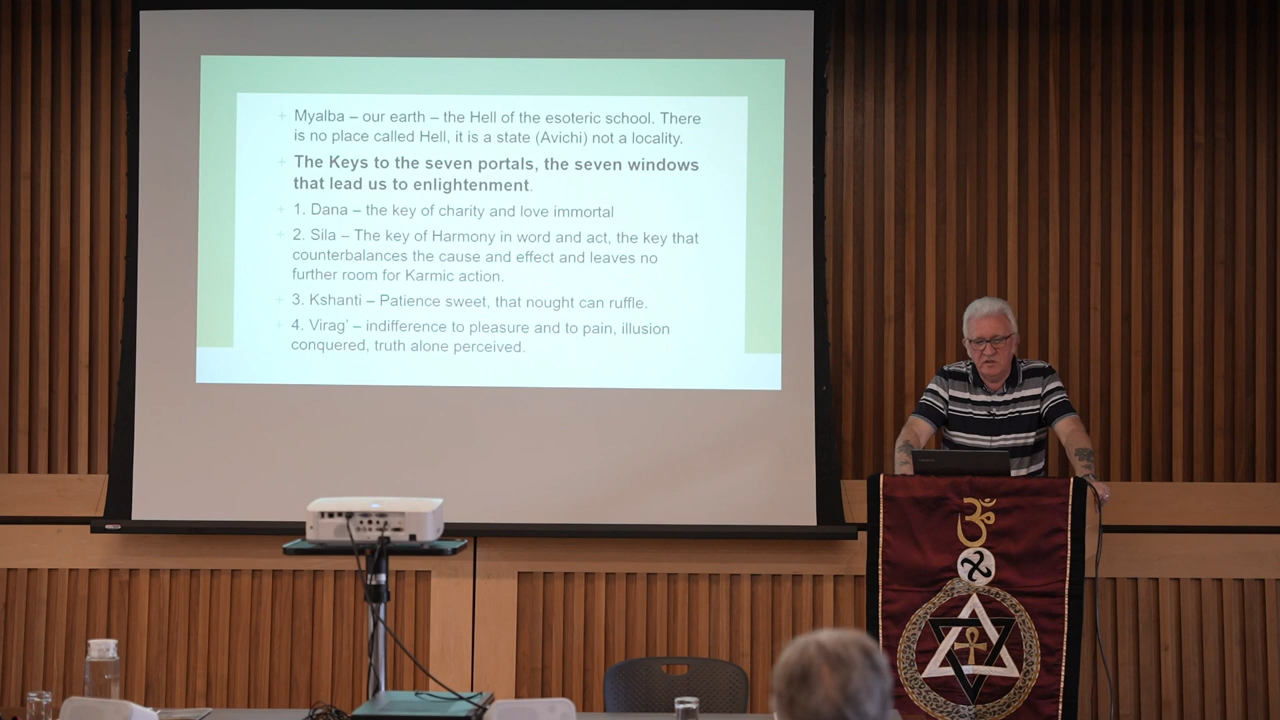 Myalba – our earth – the Hell of the esoteric school. There
is no place called Hell, it is a state (Avichi) not a locality.
The Keys to the seven portals, the seven windows
that lead us to enlightenment.
1. Dana – the key of charity and love immortal
2. Sila – The key of Harmony in word and act, the key that
counterbalances the cause and effect and leaves no
further room for Karmic action.
3. Kshanti – Patience sweet, that nought can ruffle.
4. Virag' – indifference to pleasure and to pain, illusion
conquered, truth alone perceived.
ॐ